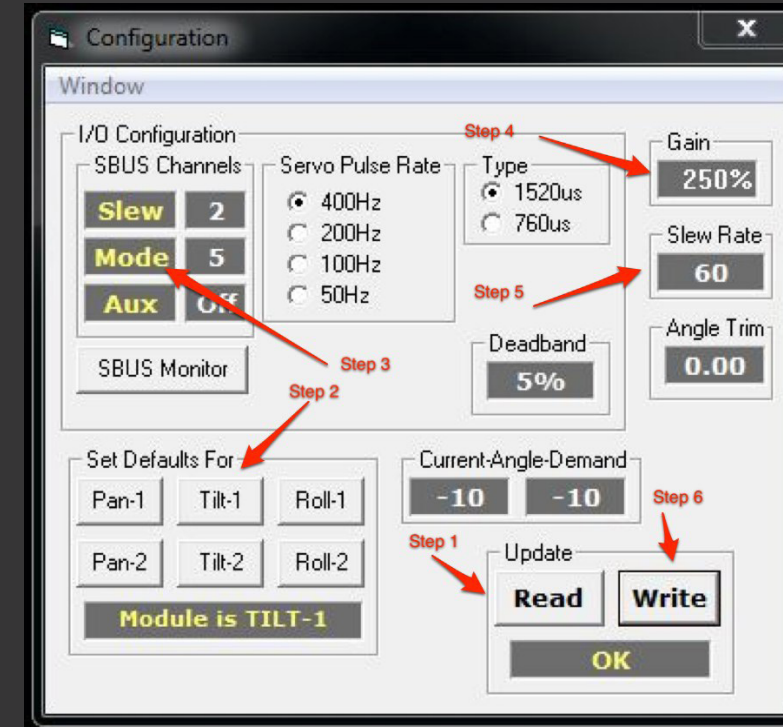 Configuration
x
Window
I/O Configuration
Step 4
Gain
250%
SBUS Channels
Slew 2
Mode 5
Aux Off
Servo Pulse Rate
400Hz
200Hz
100Hz
50Hz
Type
1520us
760us
Slew Rate
60
Step 5
Angle Trim
0.00
SBUS Monitor
Step 3
Step 2
Deadband
5%
Set Defaults For
Pan-1 Tilt-1 Roll-1
Pan-2 Tilt-2 Roll-2
Module is TILT-1
Current-Angle-Demand
-10 -10
Step 6
Step 1
Update
Read Write
OK